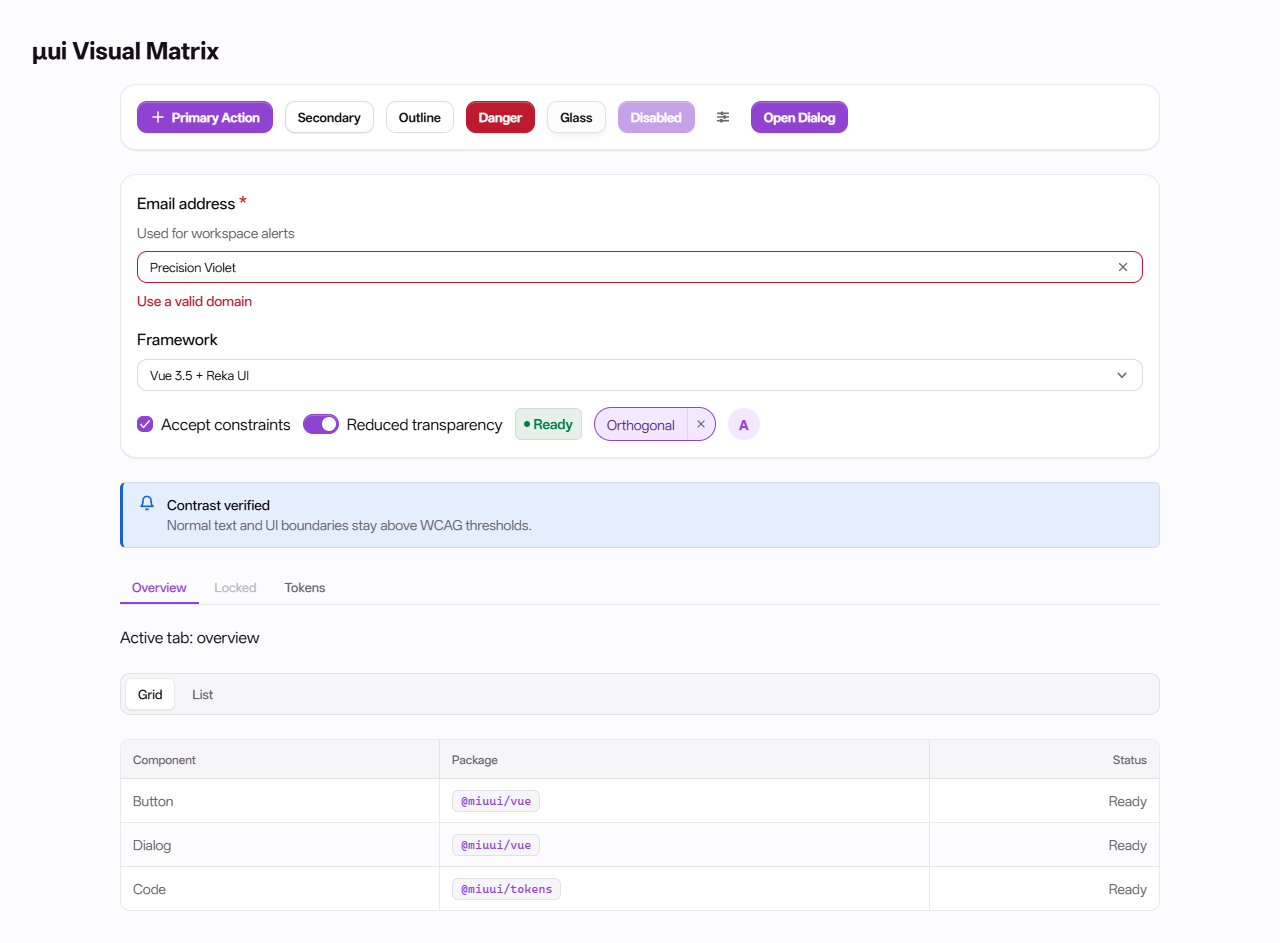 µui Visual Matrix
Primary Action Secondary Outline Danger Glass Disabled Open Dialog
Email address *
Used for workspace alerts
Precision Violet
Use a valid domain
Framework
Vue 3.5 + Reka UI
Accept constraints Reduced transparency Ready Orthogonal A
Contrast verified
Normal text and UI boundaries stay above WCAG thresholds.
Overview Locked Tokens
Active tab: overview
Grid List
Component Package Status
Button @miuui/vue Ready
Dialog @miuui/vue Ready
Code @miuui/tokens Ready